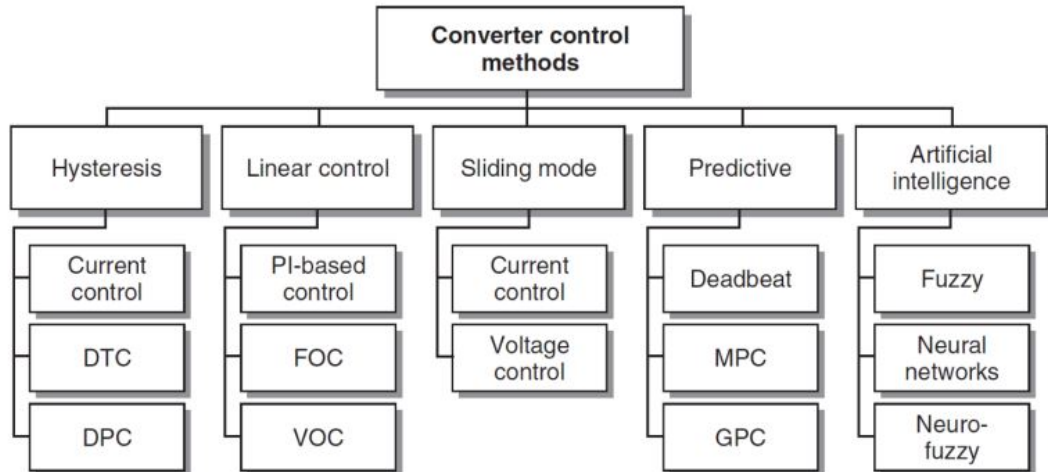 Converter control
methods
Hysteresis
Linear control
Sliding mode
Predictive
Artificial
intelligence
Current
control
PI-based
control
Current
control
Deadbeat
Fuzzy
DTC
FOC
Voltage
control
MPC
Neural
networks
DPC
VOC
GPC
Neuro-
fuzzy